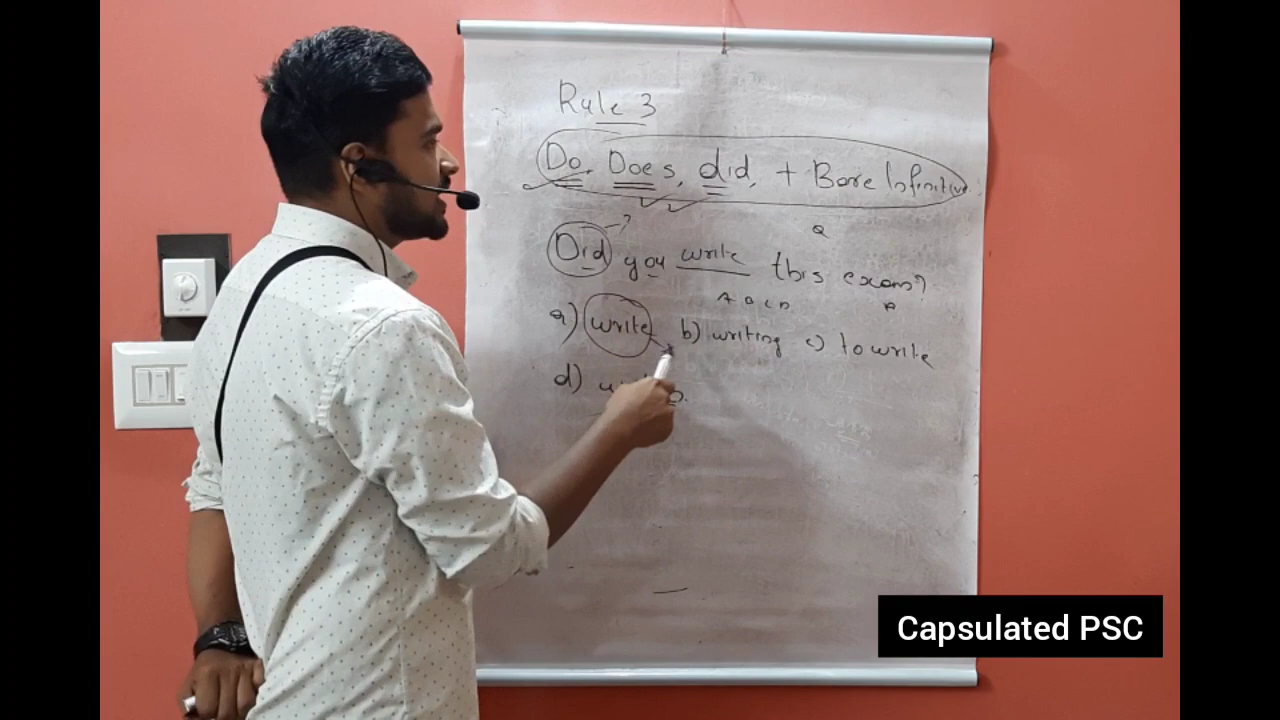 Rule 3
Do, Does, did, + Bare Infinitive.
Q
Did ? you write this exam?
A B C D A
a) write b) writing c) to write
d)
Capsulated PSC